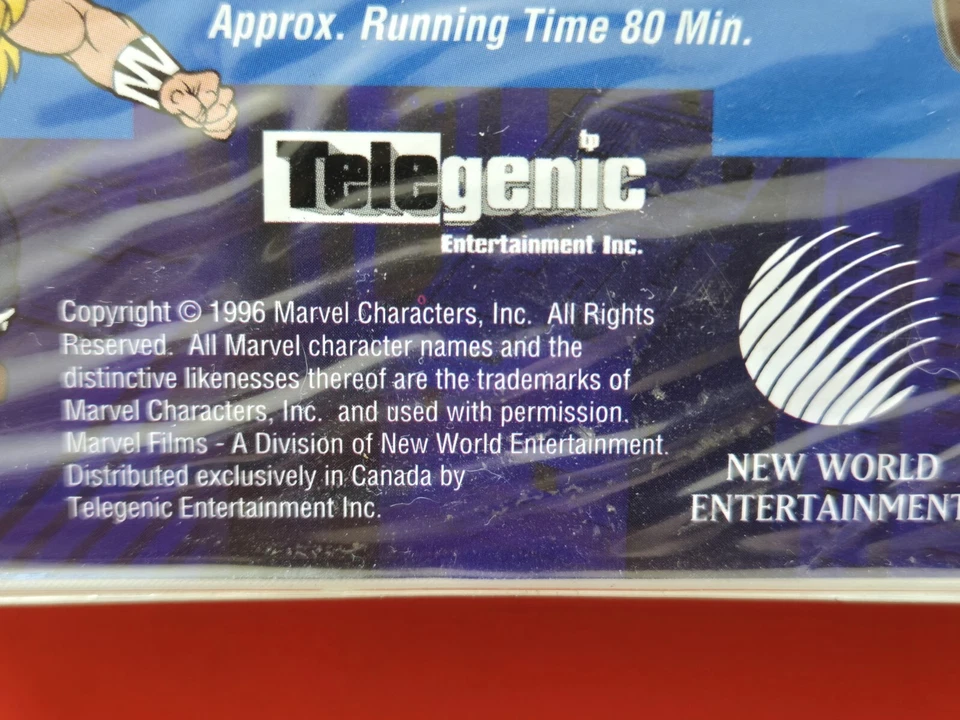 Approx. Running Time 80 Min.
tp
Telegenic
Entertainment Inc.
Copyright © 1996 Marvel Characters, Inc. All Rights
Reserved. All Marvel character names and the
distinctive likenesses thereof are the trademarks of
Marvel Characters, Inc. and used with permission.
Marvel Films - A Division of New World Entertainment.
Distributed exclusively in Canada by
Telegenic Entertainment Inc.
NEW WORLD
ENTERTAINMENT